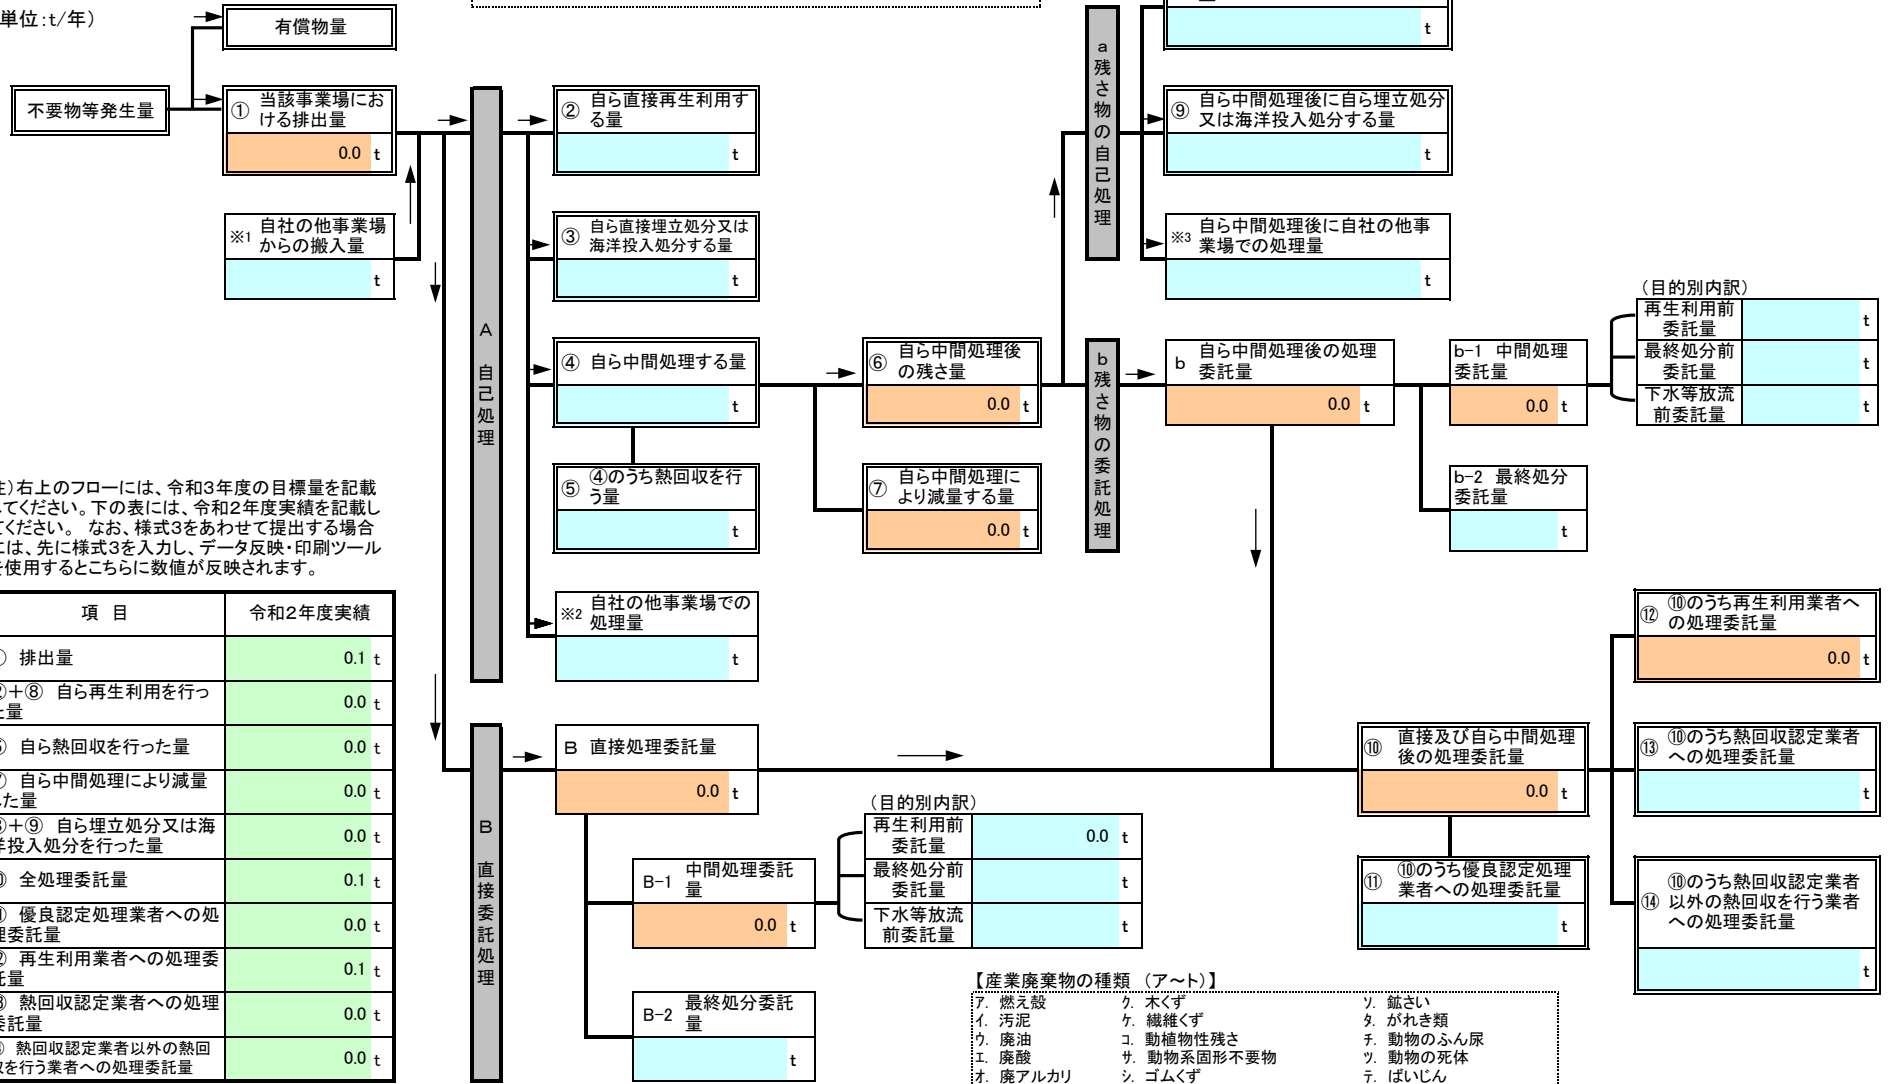 単位:t/年）
有償物量
不要物等発生量
① 当該事業場にお
ける排出量
0.0 t
※1 自社の他事業場
からの搬入量
t
A 自己処理
② 自ら直接再生利用す
る量
t
③ 自ら直接埋立処分又は
海洋投入処分する量
t
④ 自ら中間処理する量
t
⑤ ④のうち熱回収を行
う量
t
※2 自社の他事業場での
処理量
t
⑥ 自ら中間処理後
の残さ量
0.0 t
⑦ 自ら中間処理に
より減量する量
0.0 t
a 残さ物の自己処理
t
⑨ 自ら中間処理後に自ら埋立処分
又は海洋投入処分する量
t
※3 自ら中間処理後に自社の他事
業場での処理量
t
b 残さ物の委託処理
b 自ら中間処理後の処理
委託量
0.0 t
b-1 中間処理
委託量
0.0 t
（目的別内訳）
再生利用前
委託量 t
最終処分前
委託量 t
下水等放流
前委託量 t
b-2 最終処分
委託量
t
）右上のフローには、令和3年度の目標量を記載
してください。下の表には、令和2年度実績を記載し
てください。 なお、様式3をあわせて提出する場合
には、先に様式3を入力し、データ反映・印刷ツール
を使用するとこちらに数値が反映されます。
項 目 令和2年度実績
排出量 0.1 t
＋⑧ 自ら再生利用を行っ
た量 0.0 t
自ら熱回収を行った量 0.0 t
自ら中間処理により減量
した量 0.0 t
＋⑨ 自ら埋立処分又は海
洋投入処分を行った量 0.0 t
全処理委託量 0.1 t
優良認定処理業者への処
理委託量 0.0 t
再生利用業者への処理委
託量 0.1 t
熱回収認定業者への処理
委託量 0.0 t
熱回収認定業者以外の熱回
収を行う業者への処理委託量 0.0 t
B 直接委託処理
B 直接処理委託量
0.0 t
B-1 中間処理委託
量
0.0 t
（目的別内訳）
再生利用前
委託量 0.0 t
最終処分前
委託量 t
下水等放流
前委託量 t
B-2 最終処分委託
量
t
⑩ 直接及び自ら中間処理
後の処理委託量
0.0 t
⑪ ⑩のうち優良認定処理
業者への処理委託量
t
⑫ ⑩のうち再生利用業者へ
の処理委託量
0.0 t
⑬ ⑩のうち熱回収認定業者
への処理委託量
t
⑭ ⑩のうち熱回収認定業者
以外の熱回収を行う業者
への処理委託量
t
【産業廃棄物の種類 （ア～ト）】
ア. 燃え殻 ク. 木くず ソ. 鉱さい
イ. 汚泥 ケ. 繊維くず タ. がれき類
ウ. 廃油 コ. 動植物性残さ チ. 動物のふん尿
エ. 廃酸 サ. 動物系固形不要物 ツ. 動物の死体
オ. 廃アルカリ シ. ゴムくず テ. ばいじん